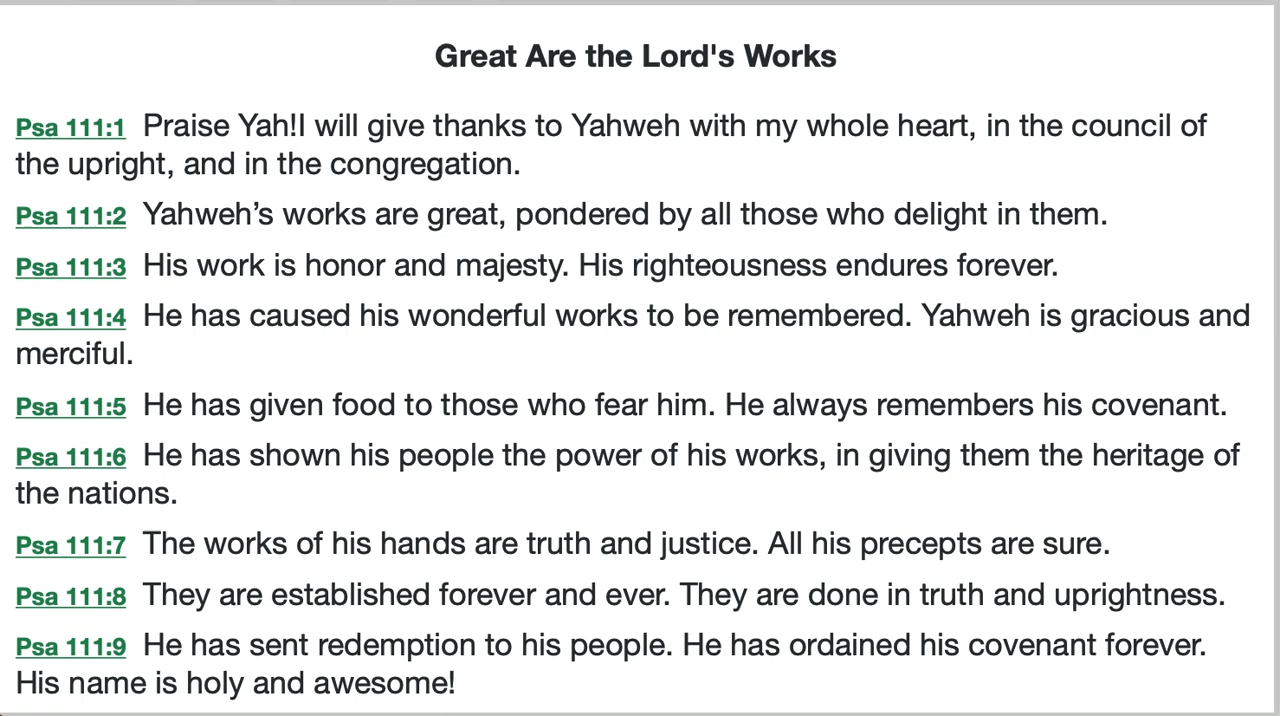 Great Are the Lord's Works
Psa 111:1 Praise Yah!I will give thanks to Yahweh with my whole heart, in the council of
the upright, and in the congregation.
Psa 111:2 Yahweh’s works are great, pondered by all those who delight in them.
Psa 111:3 His work is honor and majesty. His righteousness endures forever.
Psa 111:4 He has caused his wonderful works to be remembered. Yahweh is gracious and
merciful.
Psa 111:5 He has given food to those who fear him. He always remembers his covenant.
Psa 111:6 He has shown his people the power of his works, in giving them the heritage of
the nations.
Psa 111:7 The works of his hands are truth and justice. All his precepts are sure.
Psa 111:8 They are established forever and ever. They are done in truth and uprightness.
Psa 111:9 He has sent redemption to his people. He has ordained his covenant forever.
His name is holy and awesome!